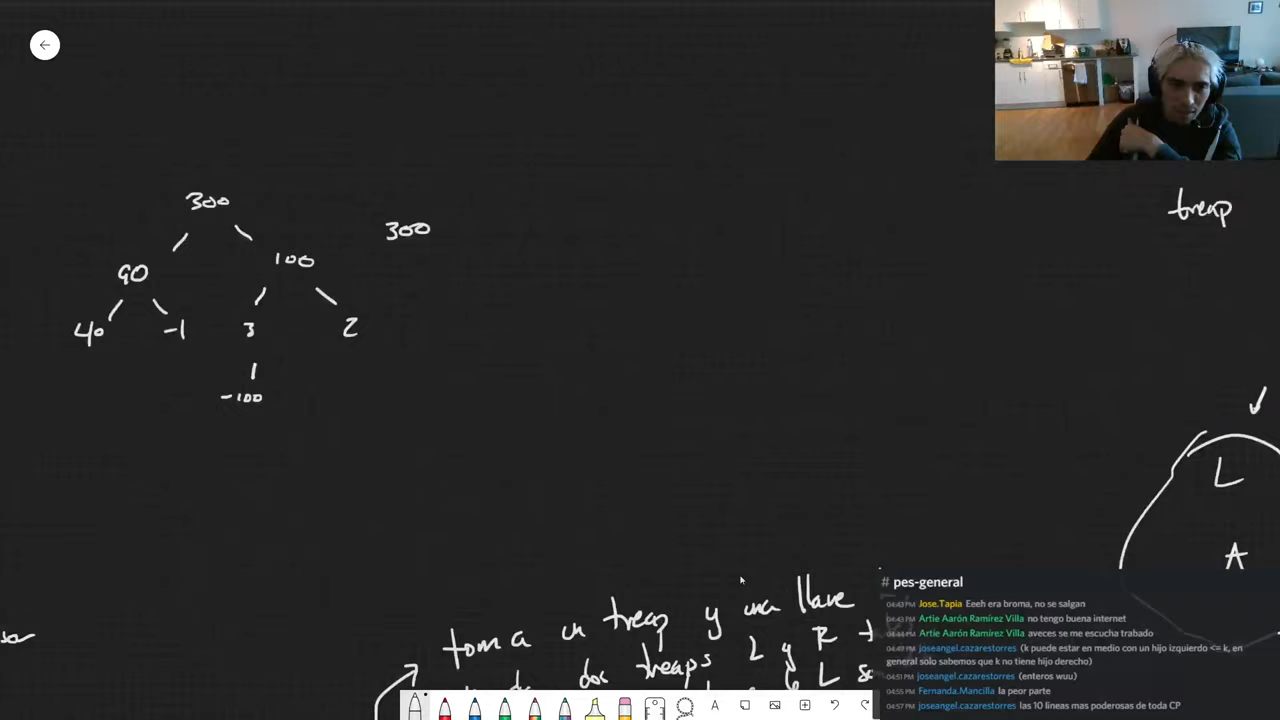 300
300
90
100
40
-1
3
2
-100
treap
L
A
toma un treap y una llave
dos treaps L y R
L
# pes-general
04:43 PM Jose.Tapia Eeeh era broma, no se salgan
04:43 PM Artie Aarón Ramírez Villa no tengo buena internet
04:44 PM Artie Aarón Ramírez Villa aveces se me escucha trabado
04:49 PM joseangel.cazarestorres (k puede estar en medio con un hijo izquierdo <= k, en
general solo sabemos que k no tiene hijo derecho)
04:51 PM joseangel.cazarestorres (enteros wuu)
04:55 PM Fernanda.Mancilla la peor parte
04:57 PM joseangel.cazarestorres las 10 lineas mas poderosas de toda CP
A